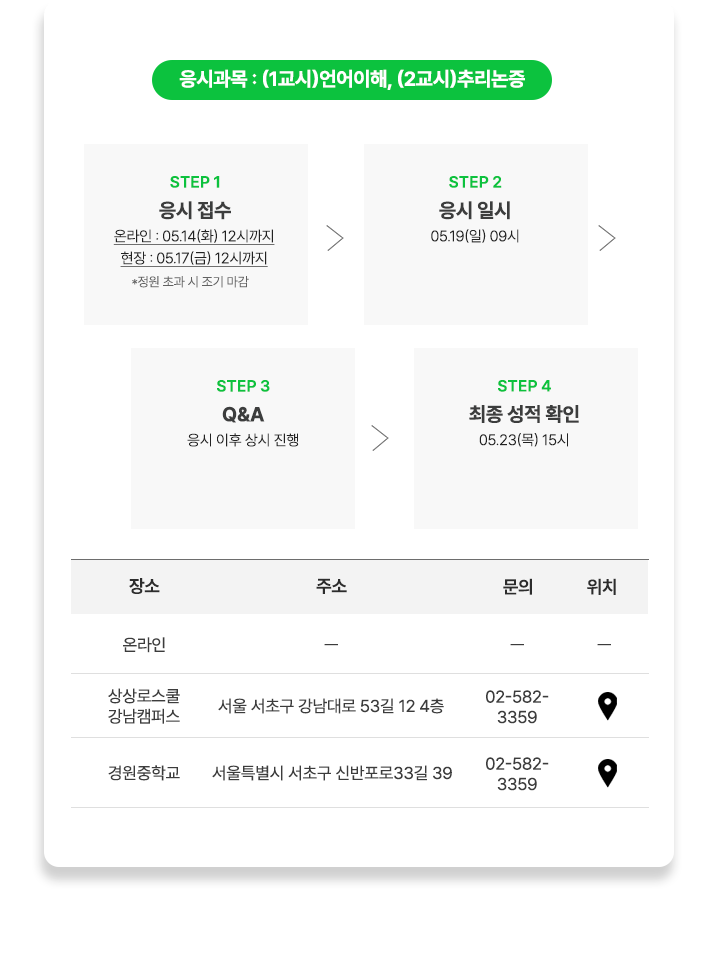 응시과목 : (1교시)언어이해, (2교시)추리논증
STEP 1
응시 접수
온라인 : 05.14(화) 12시까지
현장 : 05.17(금) 12시까지
*정원 초과 시 조기 마감
STEP 2
응시 일시
05.19(일) 09시
STEP 3
Q&A
응시 이후 상시 진행
STEP 4
최종 성적 확인
05.23(목) 15시
장소 주소 문의 위치
온라인 — — —
상상로스쿨
강남캠퍼스
서울 서초구 강남대로 53길 12 4층
02-582-
3359
경원중학교
서울특별시 서초구 신반포로33길 39
02-582-
3359